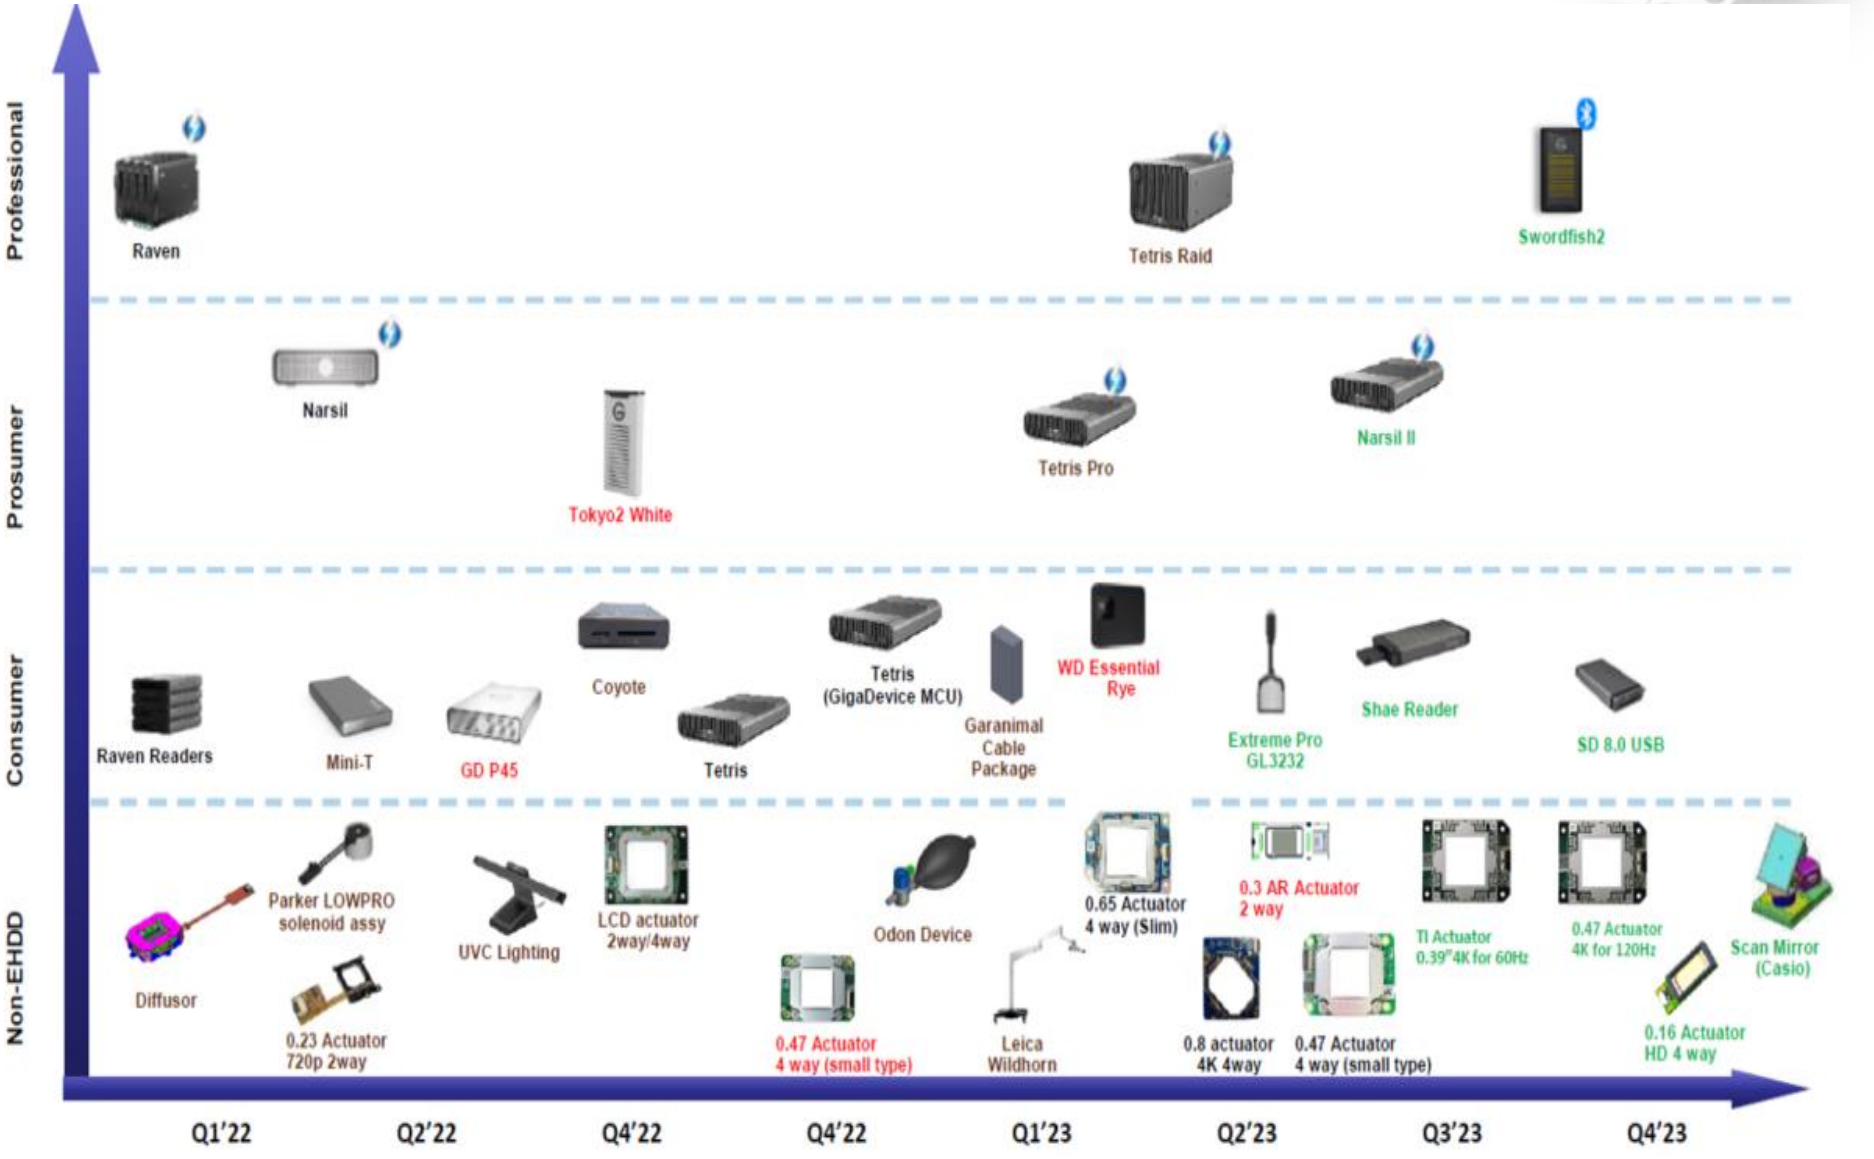 Professional
Raven
Tetris Raid
Swordfish2
Prosumer
Narsil
G
Tokyo2 White
Tetris Pro
Narsil II
Consumer
Raven Readers
Mini-T
GD P45
Coyote
Tetris
Tetris
(GigaDevice MCU)
Garanimal
Cable
Package
WD Essential
Rye
Extreme Pro
GL3232
Shae Reader
SD 8.0 USB
Non-EHDD
Diffusor
Parker LOWPRO
solenoid assy
0.23 Actuator
720p 2way
UVC Lighting
LCD actuator
2way/4way
0.47 Actuator
4 way (small type)
Odon Device
Leica
Wildhorn
0.65 Actuator
4 way (Slim)
0.3 AR Actuator
2 way
0.8 actuator
4K 4way
0.47 Actuator
4 way (small type)
TI Actuator
0.39”4K for 60Hz
0.47 Actuator
4K for 120Hz
0.16 Actuator
HD 4 way
Scan Mirror
(Casio)
Q1’22
Q2’22
Q4’22
Q4’22
Q1’23
Q2’23
Q3’23
Q4’23